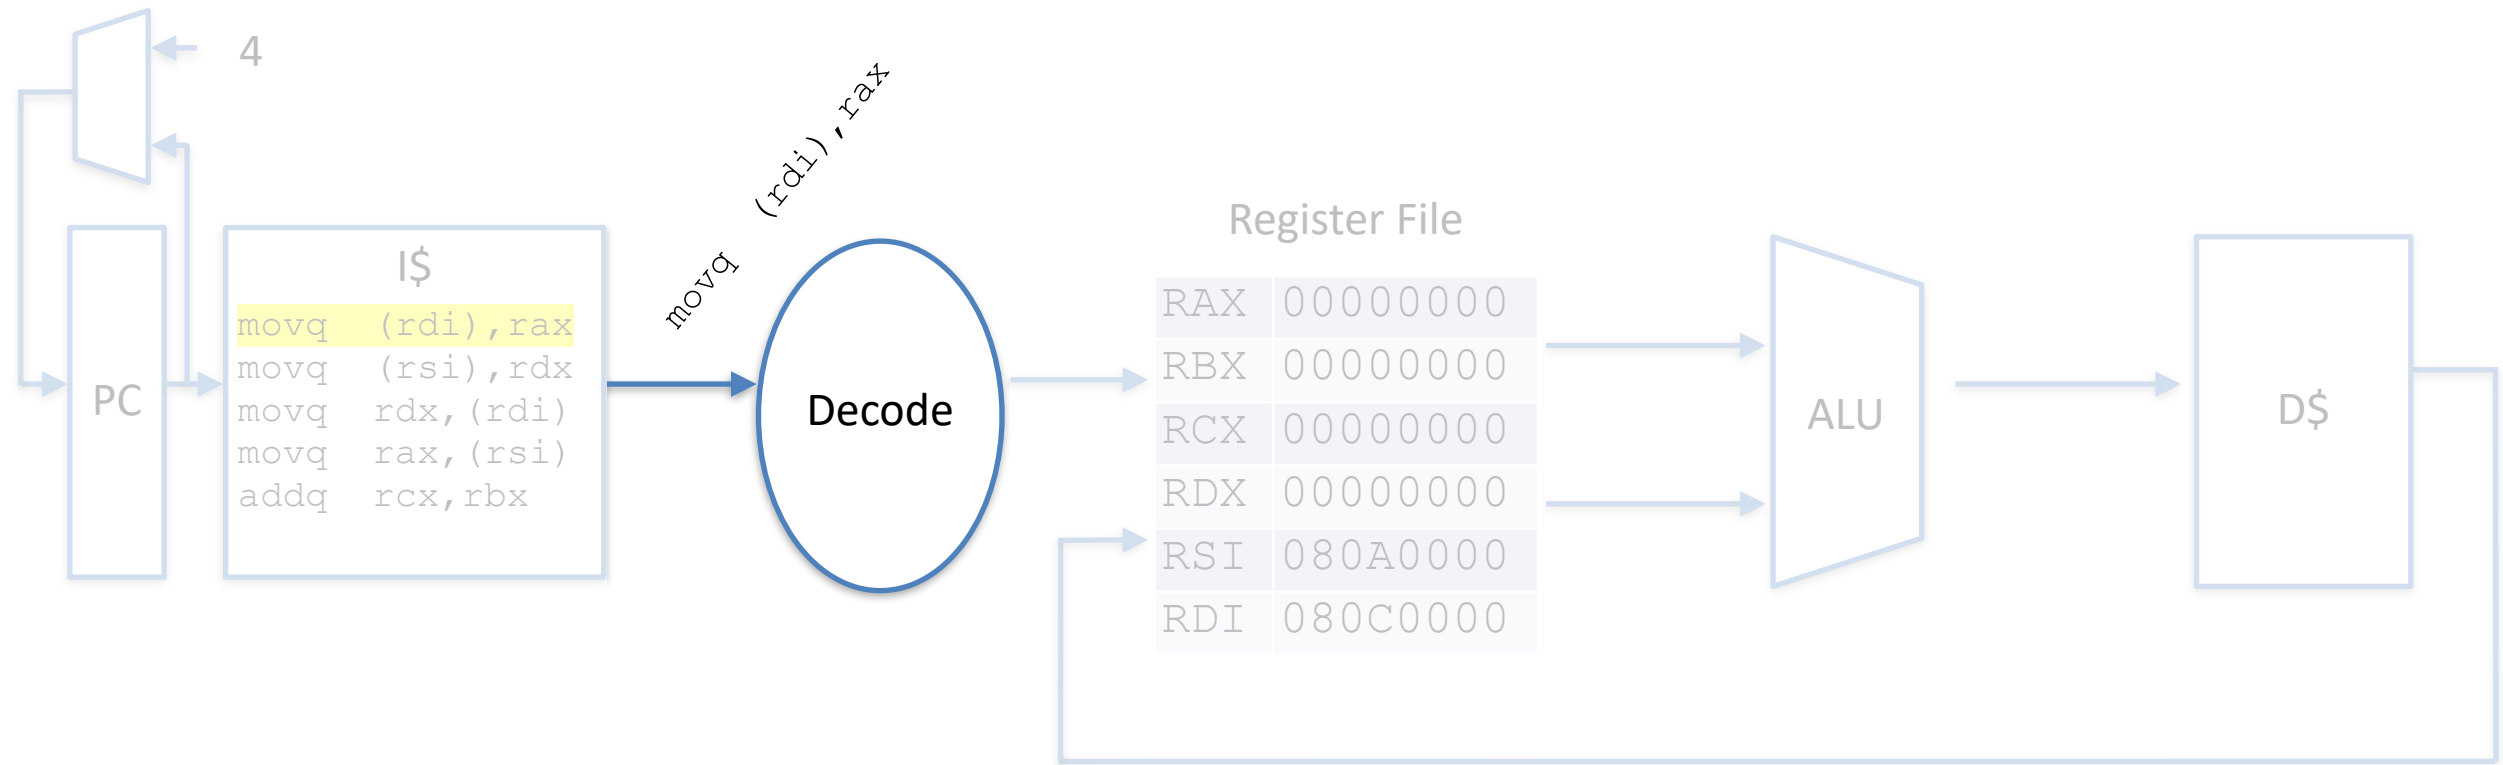 4
movq (rdi),rax
Register File
I$
movq (rdi),rax
movq (rsi),rdx
movq rdx,(rdi)
movq rax,(rsi)
addq rcx,rbx
PC
Decode
RAX 00000000
RBX 00000000
RCX 00000000
RDX 00000000
RSI 080A0000
RDI 080C0000
ALU
D$